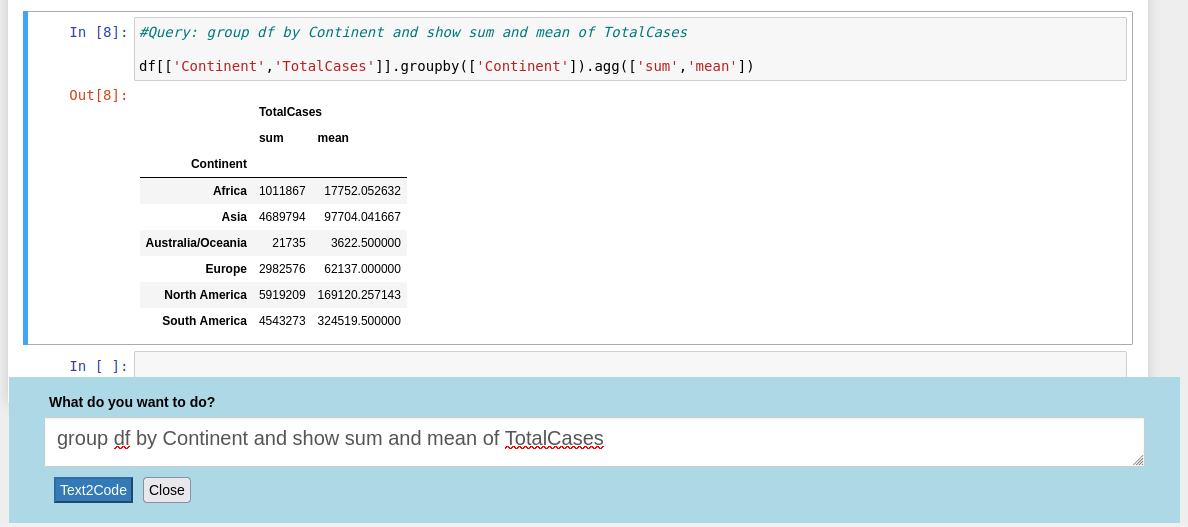 In [8]: #Query: group df by Continent and show sum and mean of TotalCases
df[['Continent','TotalCases']].groupby(['Continent']).agg(['sum','mean'])
Out[8]:
TotalCases
sum mean
Continent
Africa 1011867 17752.052632
Asia 4689794 97704.041667
Australia/Oceania 21735 3622.500000
Europe 2982576 62137.000000
North America 5919209 169120.257143
South America 4543273 324519.500000
In [ ]:
What do you want to do?
group df by Continent and show sum and mean of TotalCases
Text2Code Close